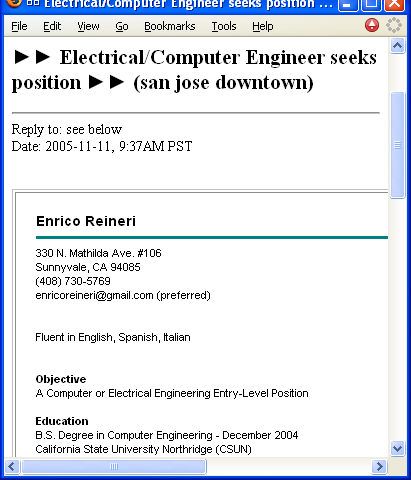 Electrical/Computer Engineer seeks position ...
File Edit View Go Bookmarks Tools Help
►► Electrical/Computer Engineer seeks
position ►► (san jose downtown)
Reply to: see below
Date: 2005-11-11, 9:37AM PST
Enrico Reineri
330 N. Mathilda Ave. #106
Sunnyvale, CA 94085
(408) 730-5769
enricoreineri@gmail.com (preferred)
Fluent in English, Spanish, Italian
Objective
A Computer or Electrical Engineering Entry-Level Position
Education
B.S. Degree in Computer Engineering - December 2004
California State University Northridge (CSUN)